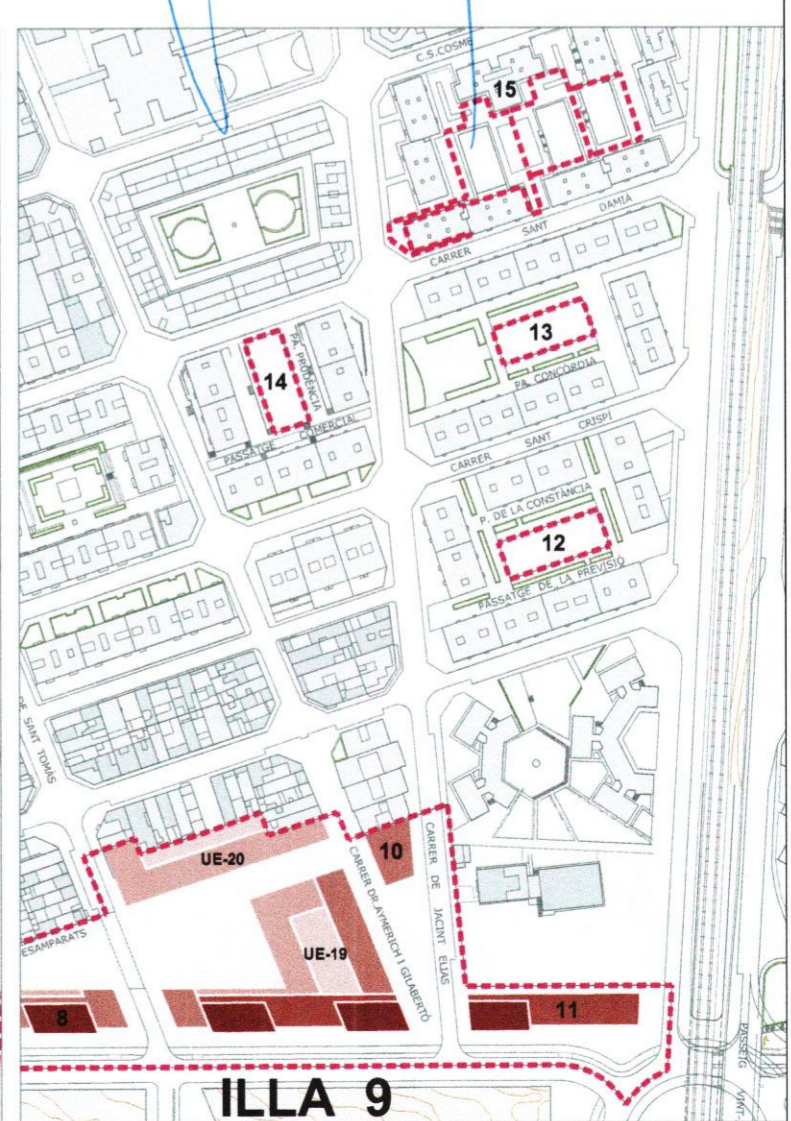 C.S.COSME
15
CARRER SANT DAMIÀ
13
PA. CONCÒRDIA
PA. PRUDÈNCIA
14
PASSATGE COMERCIAL
CARRER SANT CRISPÍ
P. DE LA CONSTÀNCIA
12
PASSATGE DE LA PREVISIÓ
DE SANT TOMÀS
UE-20
10
CARRER DE JACINT ELIAS
CARRER DR.AYMERICH I GILABERTÓ
ESAMPARATS
UE-19
8
11
PASSEIG
VINT
ILLA 9